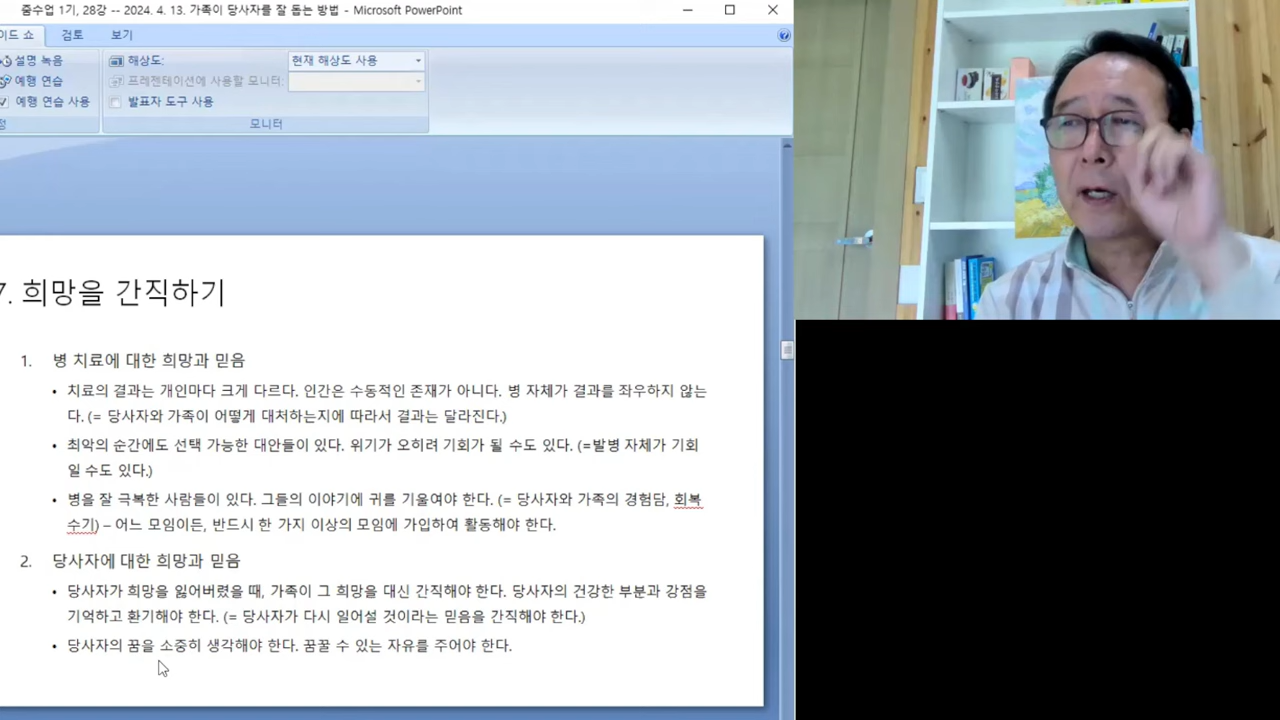 줌수업 1기, 28강 -- 2024. 4. 13. 가족이 당사자를 잘 돕는 방법 - Microsoft PowerPoint
이드 쇼 검토 보기
설명 녹음
예행 연습
예행 연습 사용
정
해상도: 현재 해상도 사용
프레젠테이션에 사용할 모니터:
발표자 도구 사용
모니터
7. 희망을 간직하기
1. 병 치료에 대한 희망과 믿음
• 치료의 결과는 개인마다 크게 다르다. 인간은 수동적인 존재가 아니다. 병 자체가 결과를 좌우하지 않는
다. (= 당사자와 가족이 어떻게 대처하는지에 따라서 결과는 달라진다.)
• 최악의 순간에도 선택 가능한 대안들이 있다. 위기가 오히려 기회가 될 수도 있다. (=발병 자체가 기회
일 수도 있다.)
• 병을 잘 극복한 사람들이 있다. 그들의 이야기에 귀를 기울여야 한다. (= 당사자와 가족의 경험담, 회복
수기) – 어느 모임이든, 반드시 한 가지 이상의 모임에 가입하여 활동해야 한다.
2. 당사자에 대한 희망과 믿음
• 당사자가 희망을 잃어버렸을 때, 가족이 그 희망을 대신 간직해야 한다. 당사자의 건강한 부분과 강점을
기억하고 환기해야 한다. (= 당사자가 다시 일어설 것이라는 믿음을 간직해야 한다.)
• 당사자의 꿈을 소중히 생각해야 한다. 꿈꿀 수 있는 자유를 주어야 한다.